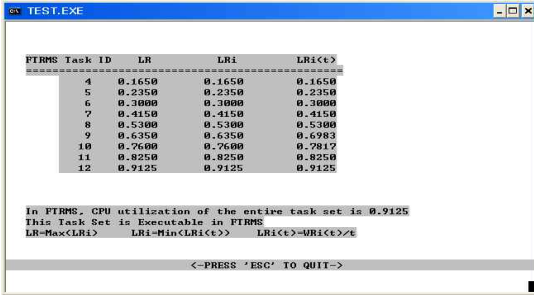 TEST.EXE
FTRMS Task ID LR LRi LRi(t)
==============================================
4 0.1650 0.1650 0.1650
5 0.2350 0.2350 0.2350
6 0.3000 0.3000 0.3000
7 0.4150 0.4150 0.4150
8 0.5300 0.5300 0.5300
9 0.6350 0.6350 0.6983
10 0.7600 0.7600 0.7817
11 0.8250 0.8250 0.8250
12 0.9125 0.9125 0.9125
In FTRMS, CPU utilization of the entire task set is 0.9125
This Task Set is Executable in FTRMS
LR=Max(LRi) LRi=Min(LRi(t)) LRi(t)=WRi(t)/t
<-PRESS 'ESC' TO QUIT->